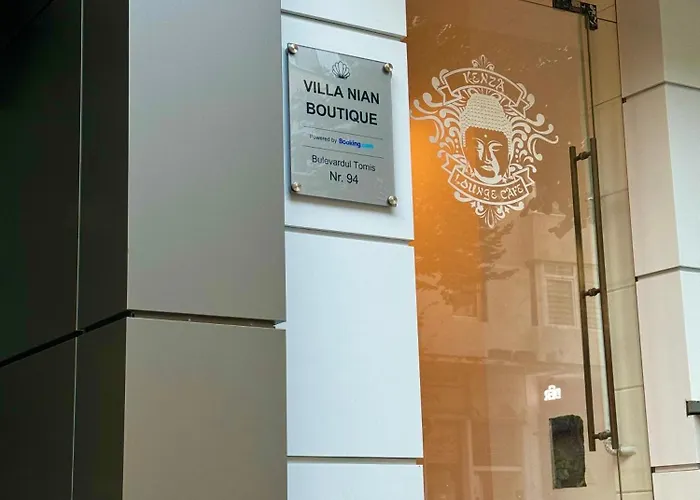 VILLA NIAN
BOUTIQUE
Powered by Booking.com
Bulevardul Tomis
Nr. 94
KENZA
LOUNGE CAFE